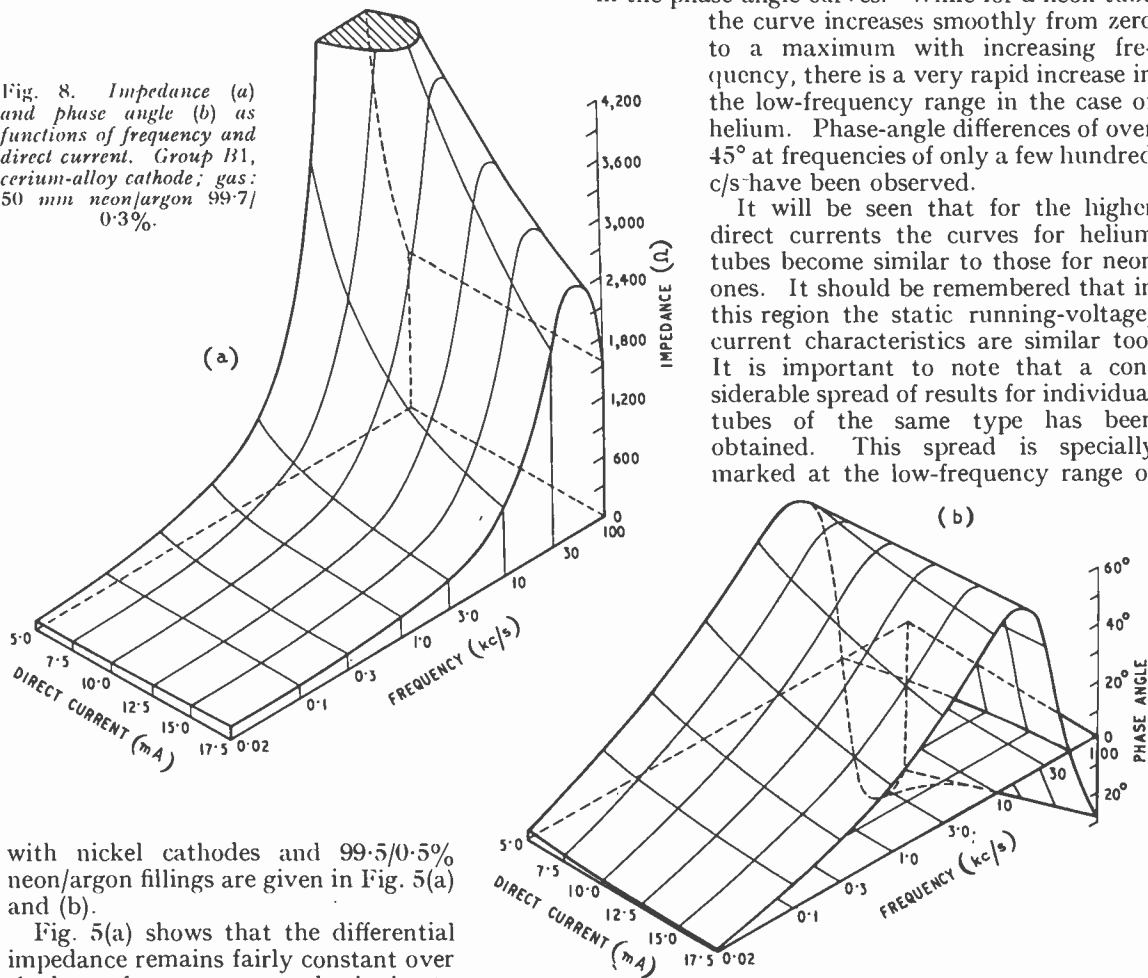 Fig. 8. Impedance (a)
and phase angle (b) as
functions of frequency and
direct current. Group B1,
cerium-alloy cathode; gas:
50 mm neon/argon 99·7/
0·3%.
the curve increases smoothly from zero
to a maximum with increasing fre-
quency, there is a very rapid increase in
the low-frequency range in the case o
helium. Phase-angle differences of over
45° at frequencies of only a few hundred
c/s have been observed.
It will be seen that for the higher
direct currents the curves for helium
tubes become similar to those for neon
ones. It should be remembered that in
this region the static running-voltage
current characteristics are similar too
It is important to note that a con
siderable spread of results for individua
tubes of the same type has been
obtained. This spread is specially
marked at the low-frequency range o
(a)
4,200
3,600
3,000
2,400
1,800
1,200
600
0
IMPEDANCE (Ω)
100
30
10
3·0
1·0
0·3
0·1
0·02
FREQUENCY (kc/s)
5·0
7·5
10·0
12·5
15·0
17·5
DIRECT CURRENT (mA)
(b)
60°
40°
20°
0
20°
PHASE ANGLE
100
30
10
3·0
1·0
0·3
0·1
0·02
FREQUENCY (kc/s)
5·0
7·5
10·0
12·5
15·0
17·5
DIRECT CURRENT (mA)
with nickel cathodes and 99·5/0·5%
neon/argon fillings are given in Fig. 5(a)
and (b).
Fig. 5(a) shows that the differential
impedance remains fairly constant over